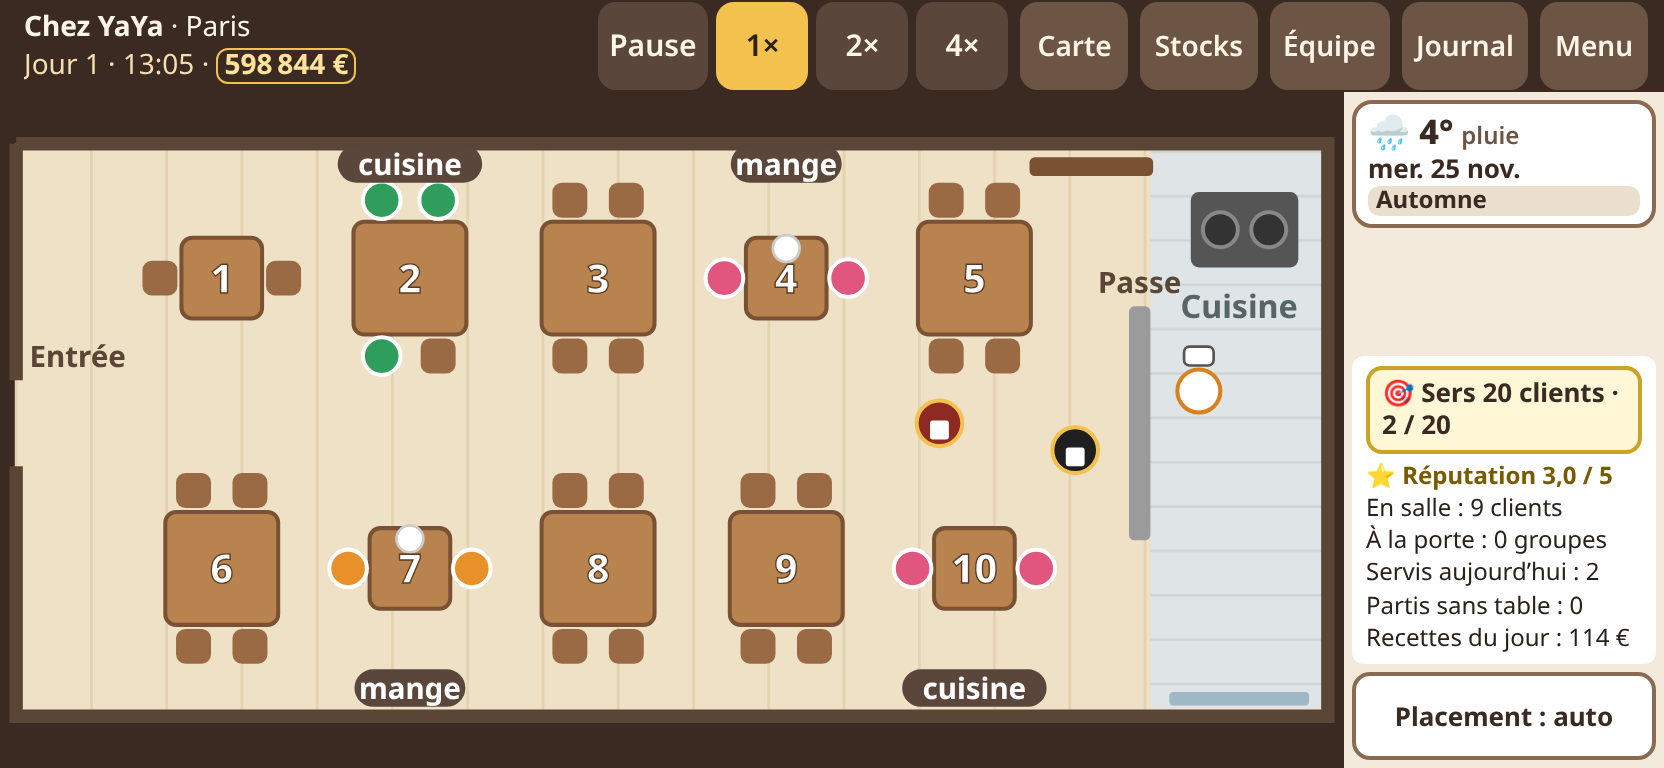 Chez YaYa · Paris
Jour 1 · 13:05 · 598 844 €
Pause
1×
2×
4×
Carte
Stocks
Équipe
Journal
Menu
4° pluie
mer. 25 nov.
Automne
cuisine
mange
1
2
3
4
5
Passe
Cuisine
Entrée
6
7
8
9
10
mange
cuisine
🎯 Sers 20 clients ·
2 / 20
⭐ Réputation 3,0 / 5
En salle : 9 clients
À la porte : 0 groupes
Servis aujourd’hui : 2
Partis sans table : 0
Recettes du jour : 114 €
Placement : auto